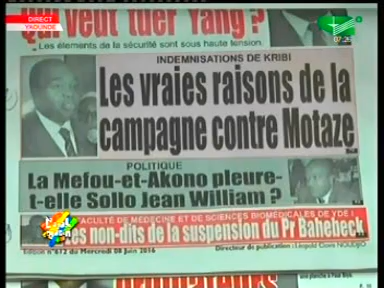 DIRECT
YAOUNDE
07:26
Qui veut tuer Yang ?
Les éléments de la sécurité sont sous haute tension.
INDEMNISATIONS DE KRIBI
Les vraies raisons de la
campagne contre Motaze
POLITIQUE
La Mefou-et-Akono pleure-
t-elle Sollo Jean William ?
FACULTÉ DE MÉDECINE ET DE SCIENCES BIOMÉDICALES DE YDE :
Les non-dits de la suspension du Pr Bahebeck
Edition n°612 du Mercredi 08 Juin 2016
Directeur de publication :